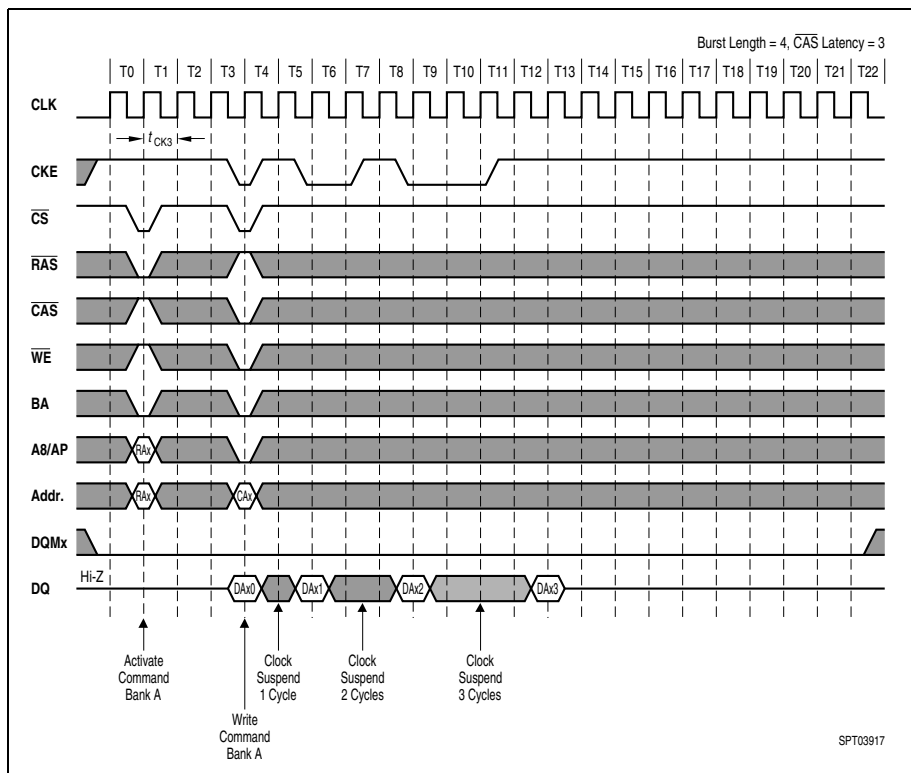 Burst Length = 4, CAS Latency = 3
T0 T1 T2 T3 T4 T5 T6 T7 T8 T9 T10 T11 T12 T13 T14 T15 T16 T17 T18 T19 T20 T21 T22
CLK
t CK3
CKE
CS
RAS
CAS
WE
BA
A8/AP RAx
Addr. RAx CAx
DQMx
DQ Hi-Z DAx0 DAx1 DAx2 DAx3
Activate
Command
Bank A
Write
Command
Bank A
Clock
Suspend
1 Cycle
Clock
Suspend
2 Cycles
Clock
Suspend
3 Cycles
SPT03917